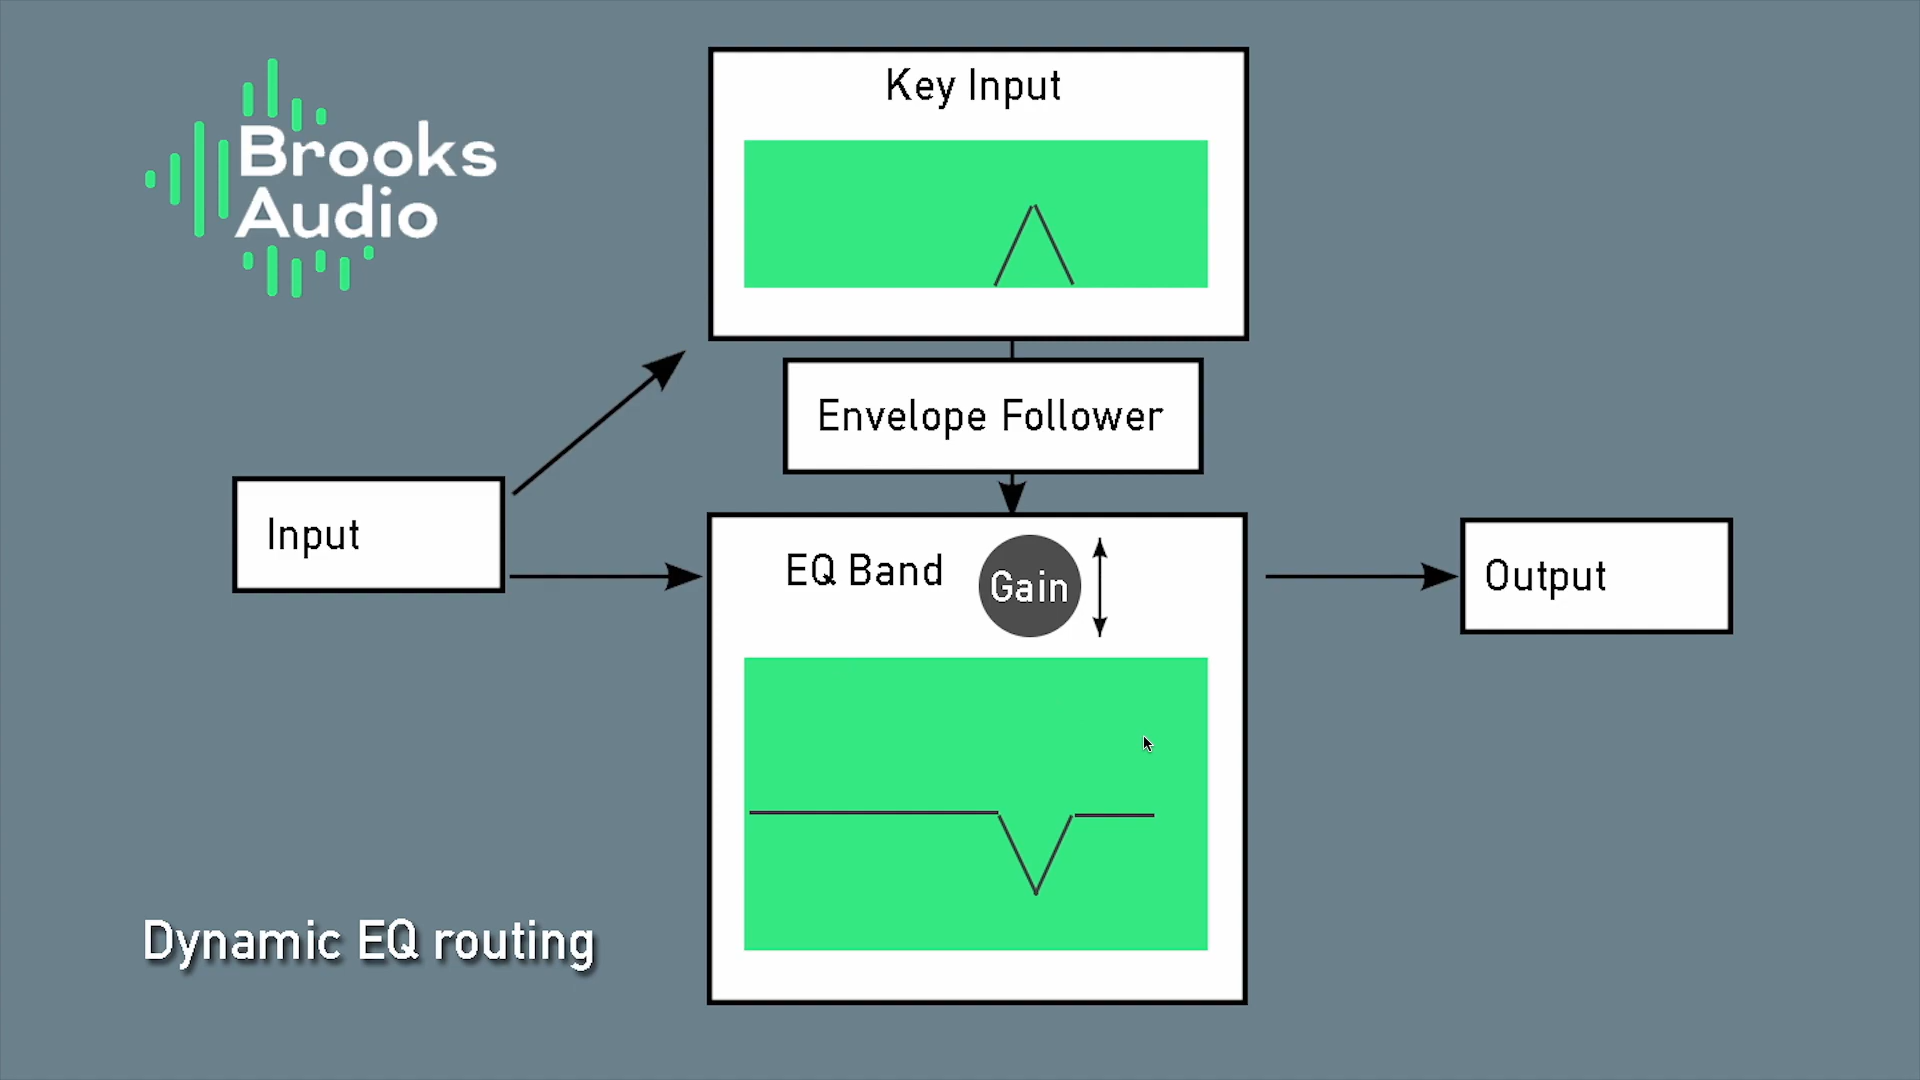 Brooks
Audio
Key Input
Envelope Follower
Input
EQ Band
Gain
Output
Dynamic EQ routing